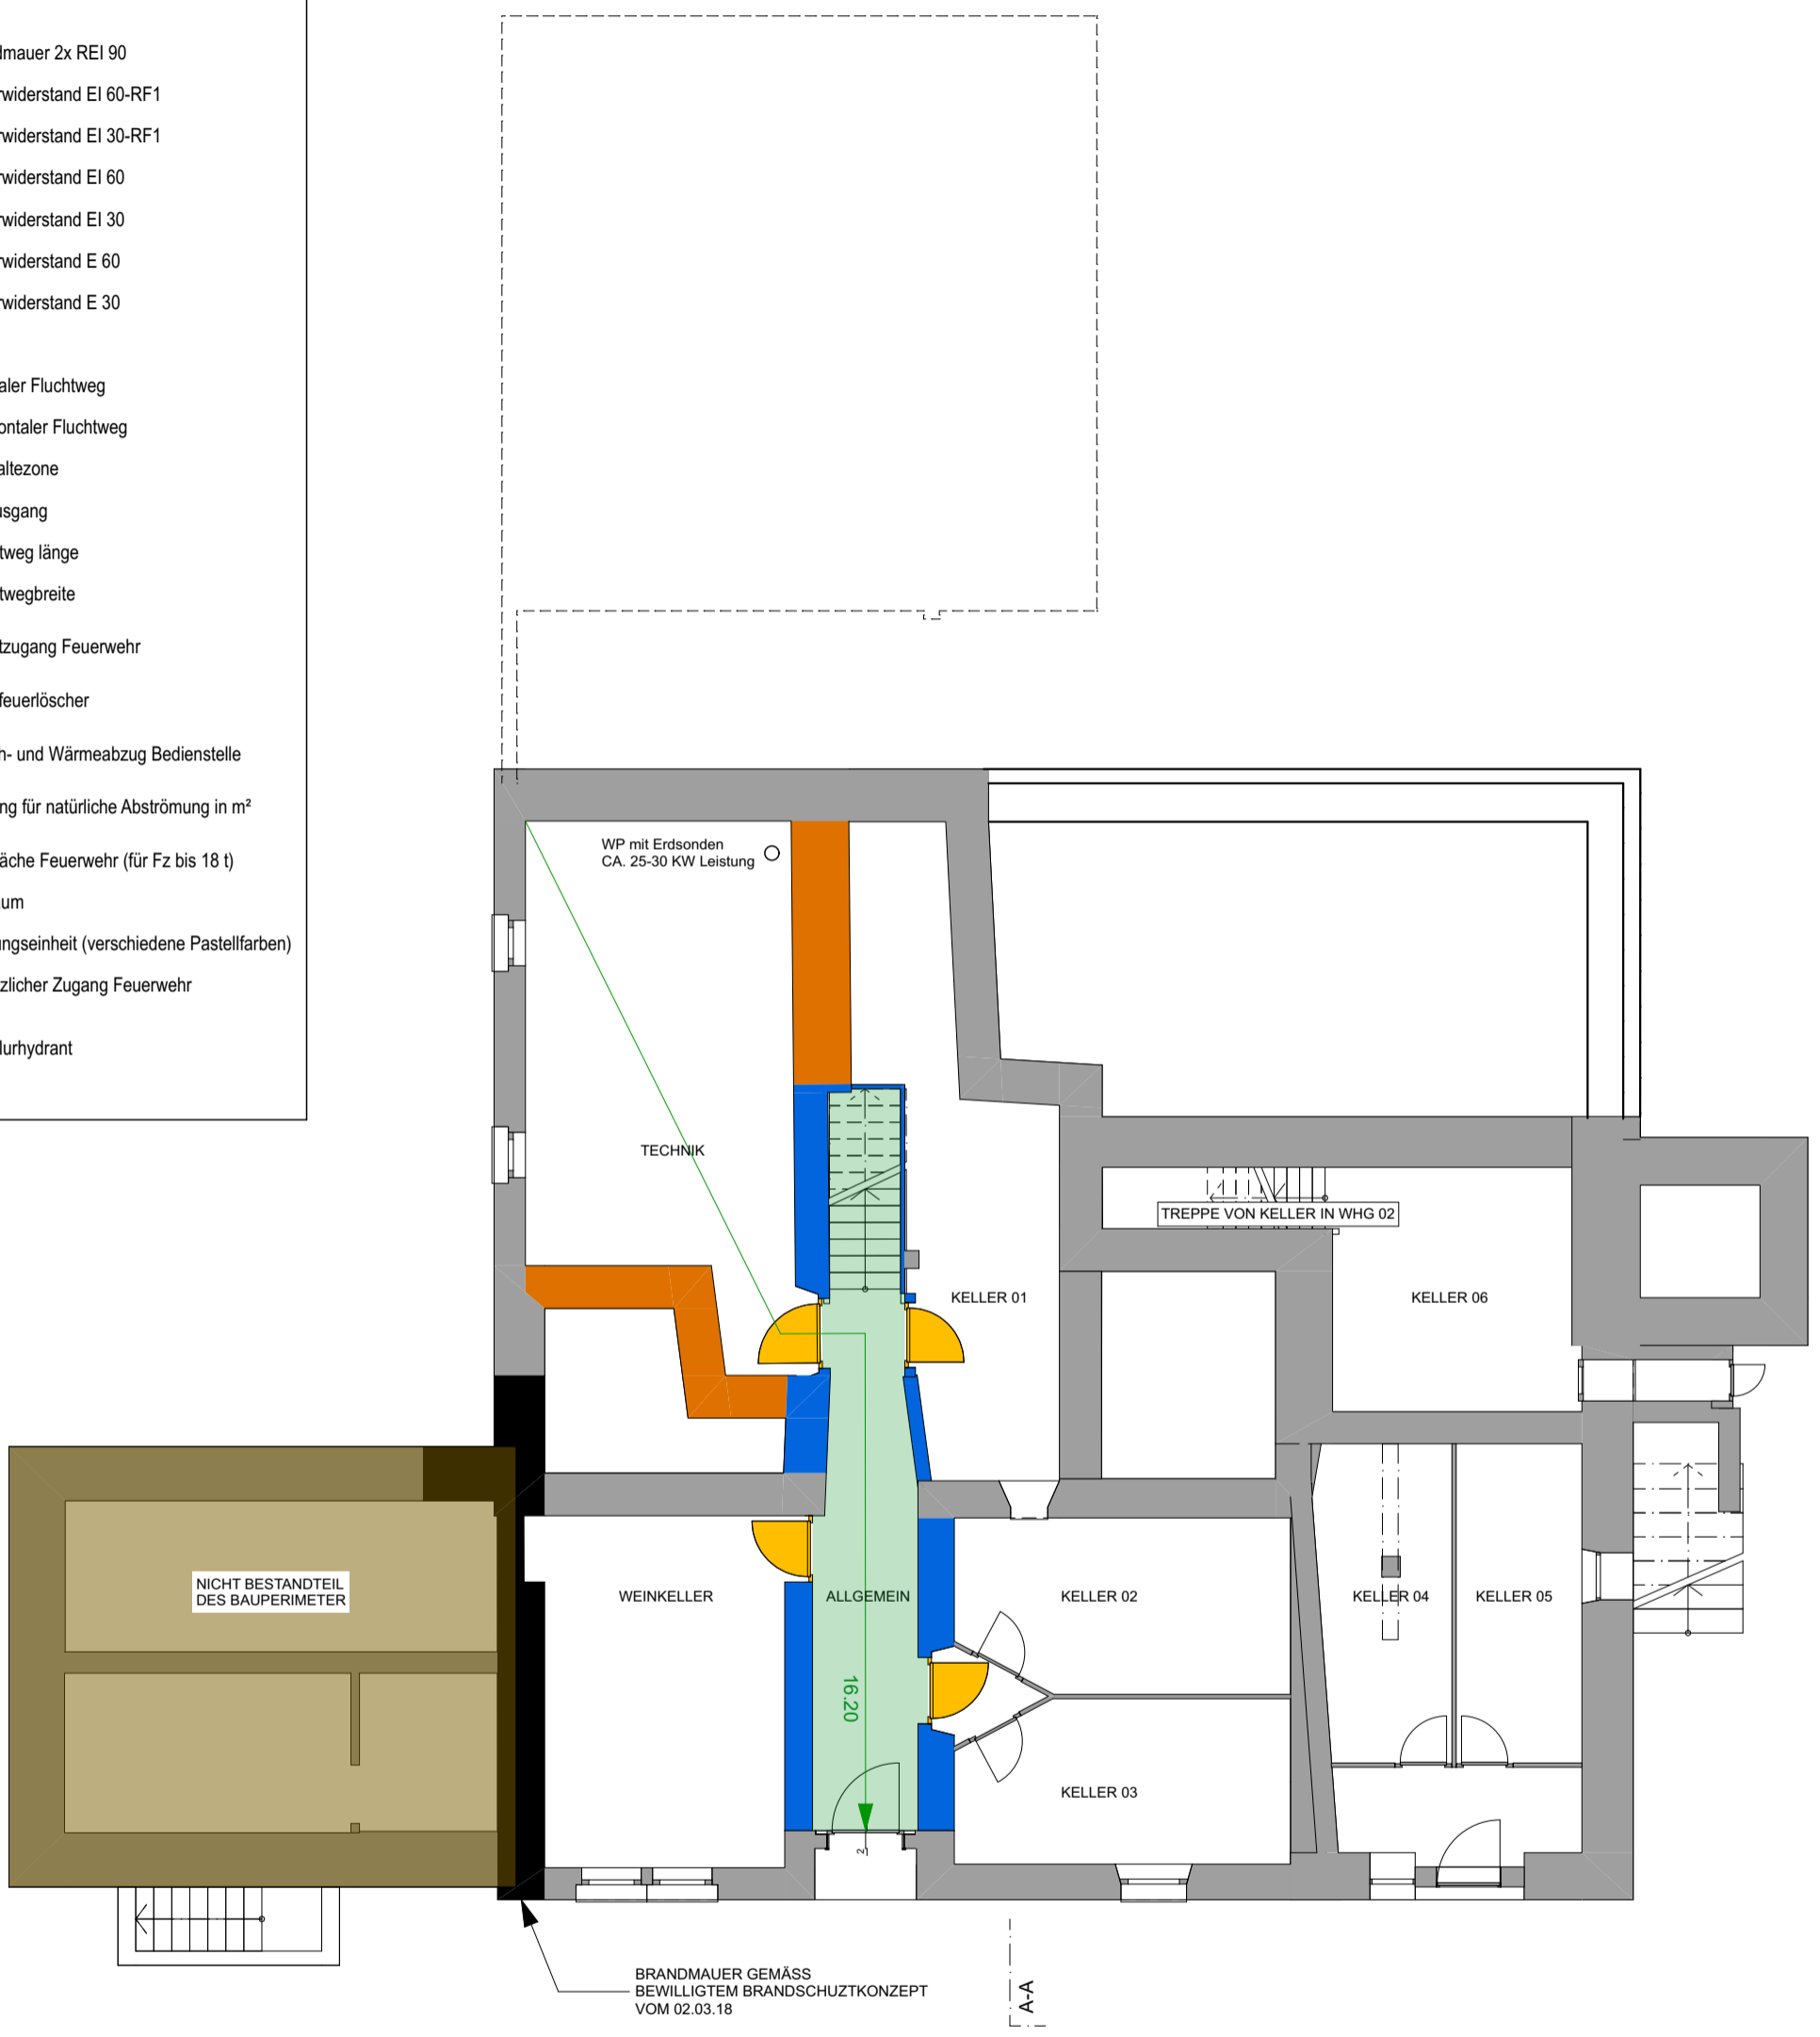 dmauer 2x REI 90
rwiderstand EI 60-RF1
rwiderstand EI 30-RF1
rwiderstand EI 60
rwiderstand EI 30
rwiderstand E 60
rwiderstand E 30
aler Fluchtweg
ontaler Fluchtweg
altezone
usgang
tweg länge
twegbreite
tzugang Feuerwehr
feuerlöscher
h- und Wärmeabzug Bedienstelle
ng für natürliche Abströmung in m²
äche Feuerwehr (für Fz bis 18 t)
um
ngseinheit (verschiedene Pastellfarben)
zlicher Zugang Feuerwehr
lurhydrant
WP mit Erdsonden
CA. 25-30 KW Leistung
TECHNIK
TREPPE VON KELLER IN WHG 02
KELLER 01
KELLER 06
NICHT BESTANDTEIL
DES BAUPERIMETER
WEINKELLER
ALLGEMEIN
KELLER 02
KELLER 04
KELLER 05
16.20
KELLER 03
2
BRANDMAUER GEMÄSS
BEWILLIGTEM BRANDSCHUZTKONZEPT
VOM 02.03.18
A-A